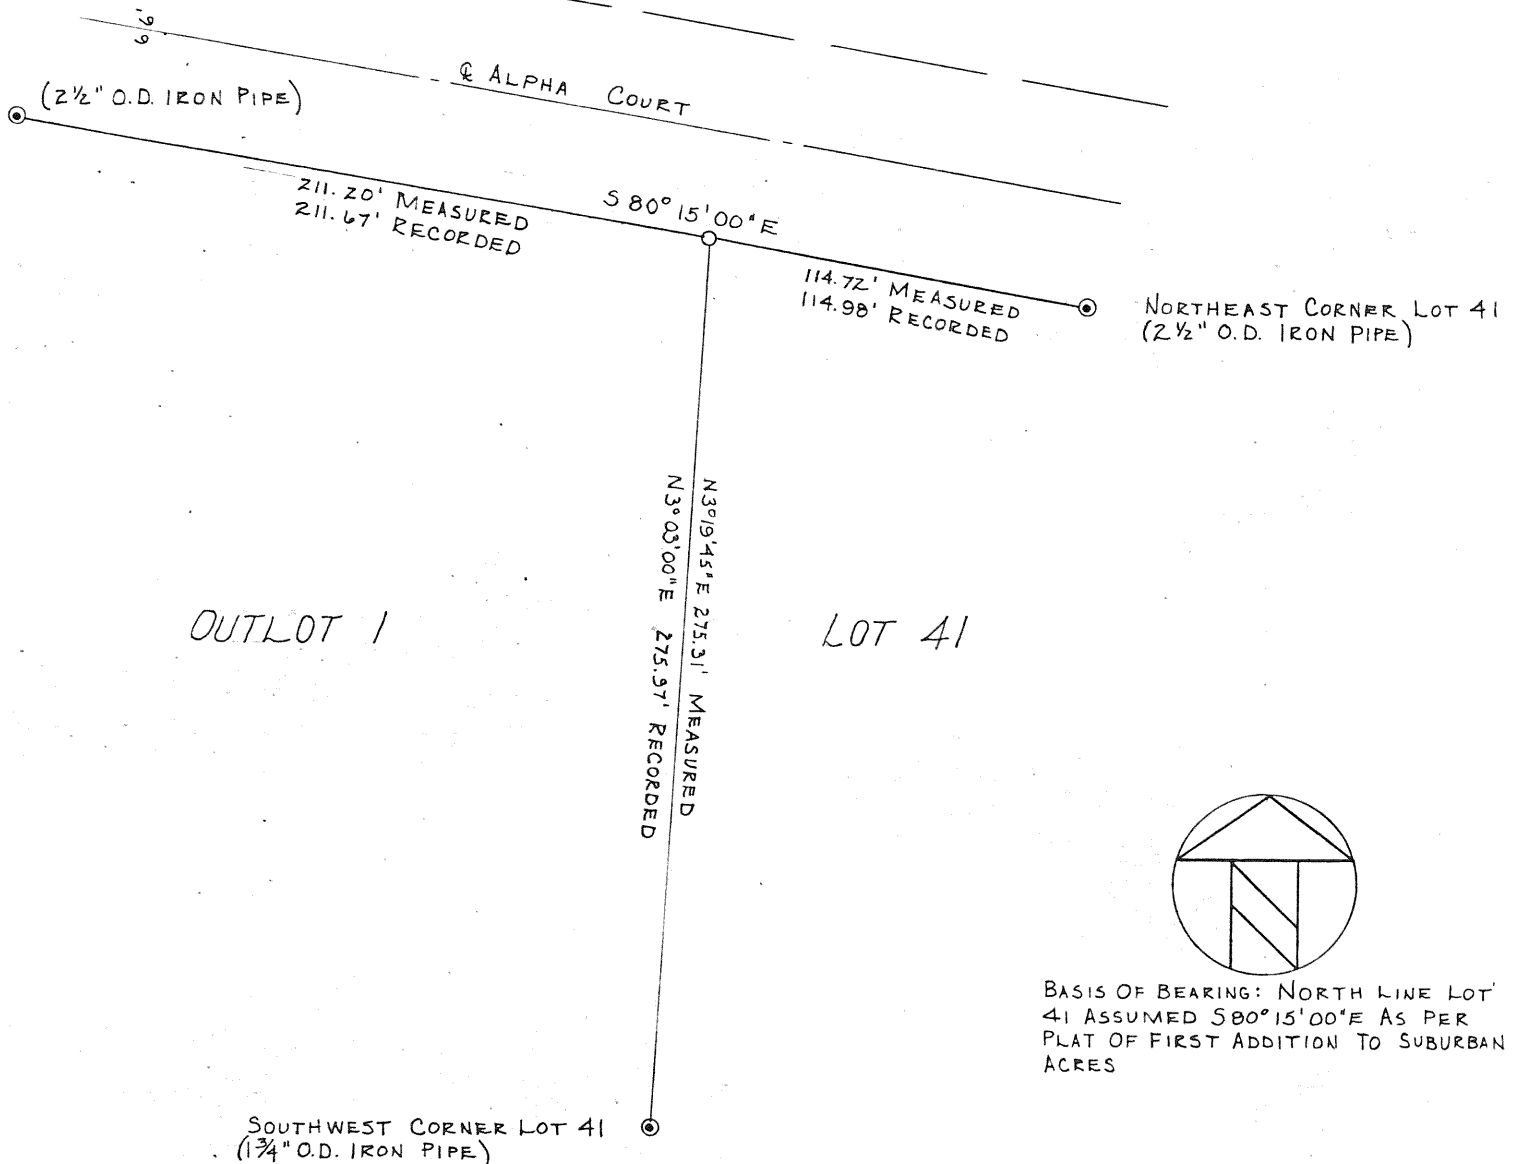 ℄ ALPHA COURT
(2½" O.D. IRON PIPE)
211.20' MEASURED
211.67' RECORDED
S 80° 15' 00" E
114.72' MEASURED
114.98' RECORDED
NORTHEAST CORNER LOT 41
(2½" O.D. IRON PIPE)
N3°19'45"E 275.31' MEASURED
N3°03'00"E 275.97' RECORDED
OUTLOT 1
LOT 41
BASIS OF BEARING: NORTH LINE LOT
41 ASSUMED S80°15'00"E AS PER
PLAT OF FIRST ADDITION TO SUBURBAN
ACRES
SOUTHWEST CORNER LOT 41
(1¾" O.D. IRON PIPE)